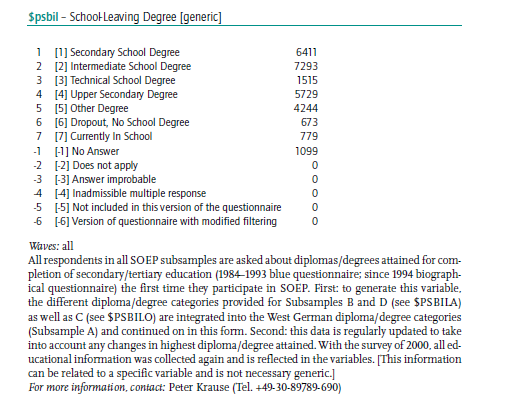 $psbil – School-Leaving Degree [generic]
1 [1] Secondary School Degree 6411
2 [2] Intermediate School Degree 7293
3 [3] Technical School Degree 1515
4 [4] Upper Secondary Degree 5729
5 [5] Other Degree 4244
6 [6] Dropout, No School Degree 673
7 [7] Currently In School 779
-1 [-1] No Answer 1099
-2 [-2] Does not apply 0
-3 [-3] Answer improbable 0
-4 [-4] Inadmissible multiple response 0
-5 [-5] Not included in this version of the questionnaire 0
-6 [-6] Version of questionnaire with modified filtering 0
Waves: all
All respondents in all SOEP subsamples are asked about diplomas/degrees attained for com-
pletion of secondary/tertiary education (1984–1993 blue questionnaire; since 1994 biograph-
ical questionnaire) the first time they participate in SOEP. First: to generate this variable,
the different diploma/degree categories provided for Subsamples B and D (see $PSBILA)
as well as C (see $PSBILO) are integrated into the West German diploma/degree categories
(Subsample A) and continued on in this form. Second: this data is regularly updated to take
into account any changes in highest diploma/degree attained. With the survey of 2000, all ed-
ucational information was collected again and is reflected in the variables. [This information
can be related to a specific variable and is not necessary generic.]
For more information, contact: Peter Krause (Tel. +49-30-89789-690)